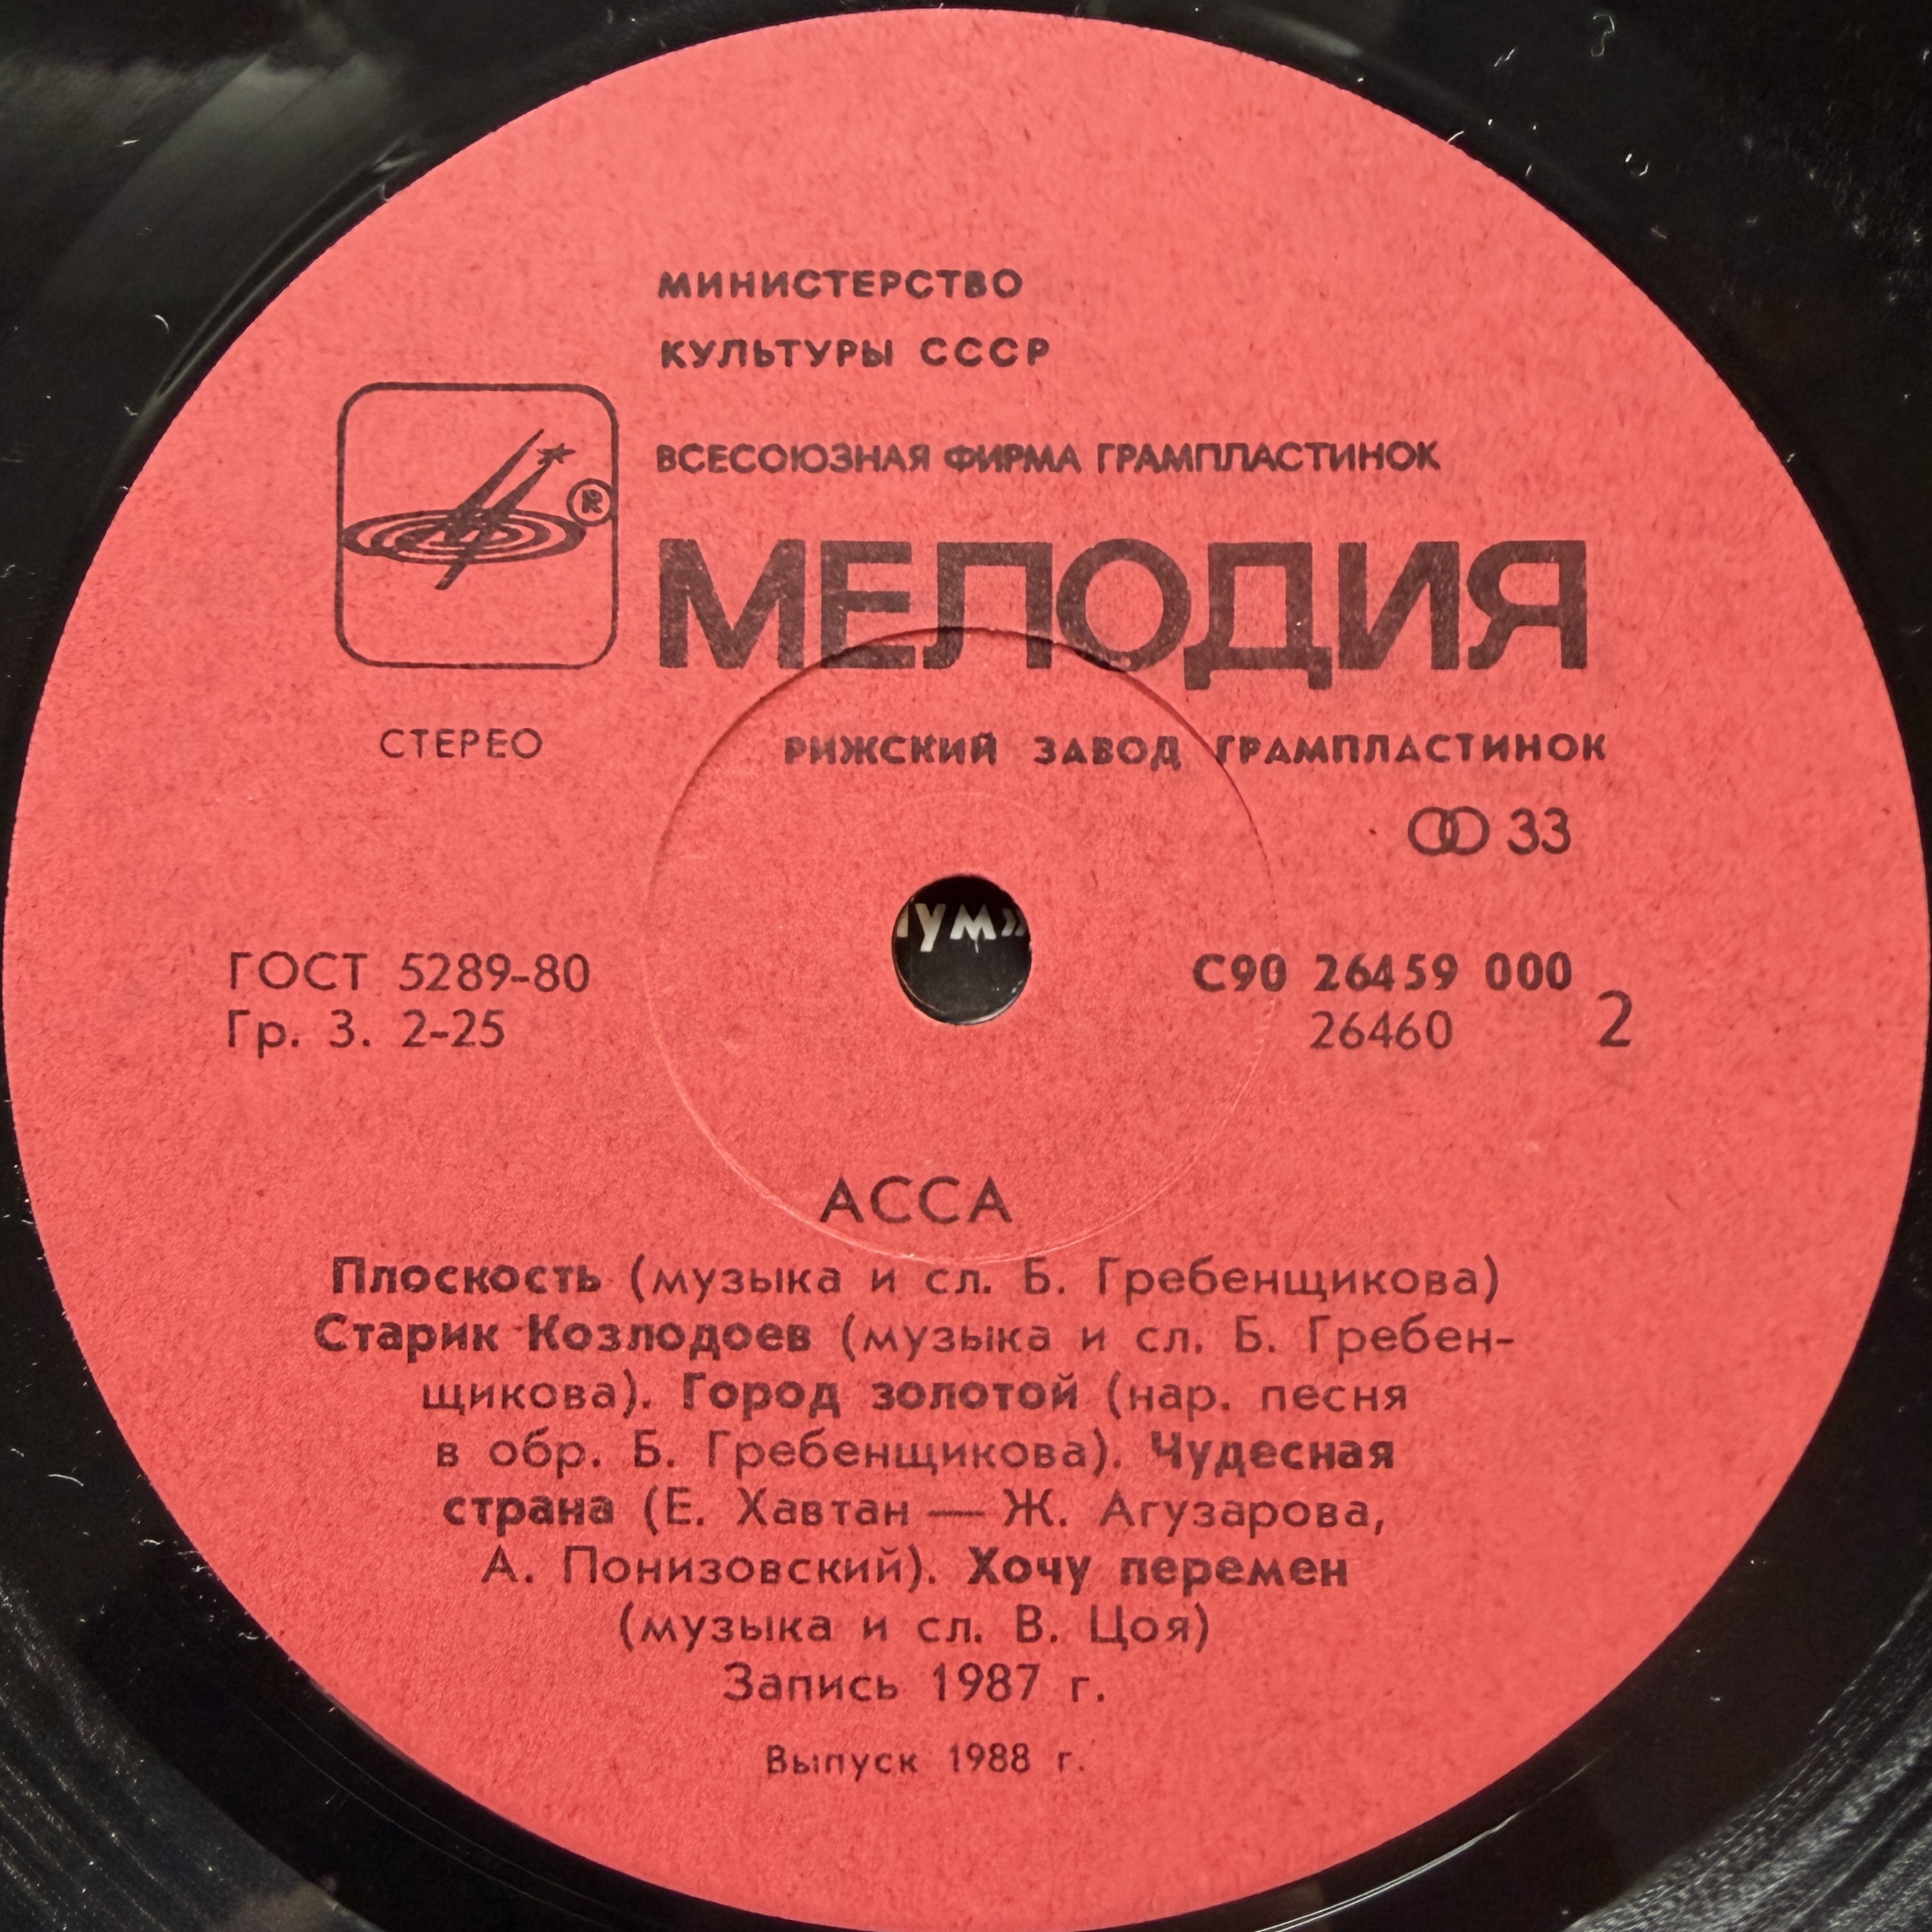 МИНИСТЕРСТВО
КУЛЬТУРЫ СССР
ВСЕСОЮЗНАЯ ФИРМА ГРАМПЛАСТИНОК
®
МЕЛОДИЯ
СТЕРЕО
РИЖСКИЙ ЗАВОД ГРАМПЛАСТИНОК
33
ум»
ГОСТ 5289-80
С90 26459 000
Гр. 3. 2-25
26460
2
АССА
Плоскость (музыка и сл. Б. Гребенщикова)
Старик Козлодоев (музыка и сл. Б. Гребен-
щикова). Город золотой (нар. песня
в обр. Б. Гребенщикова). Чудесная
страна (Е. Хавтан — Ж. Агузарова,
А. Понизовский). Хочу перемен
(музыка и сл. В. Цоя)
Запись 1987 г.
Выпуск 1988 г.